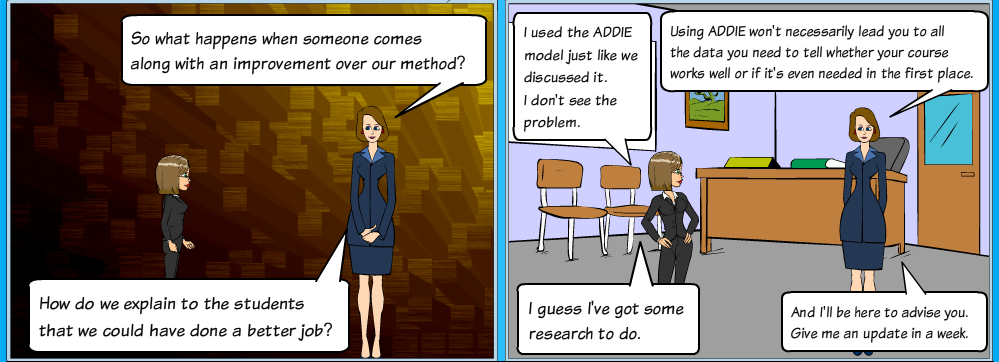 So what happens when someone comes
along with an improvement over our method?
How do we explain to the students
that we could have done a better job?
I used the ADDIE
model just like we
discussed it.
I don't see the
problem.
Using ADDIE won't necessarily lead you to all
the data you need to tell whether your course
works well or if it's even needed in the first place.
I guess I've got some
research to do.
And I'll be here to advise you.
Give me an update in a week.